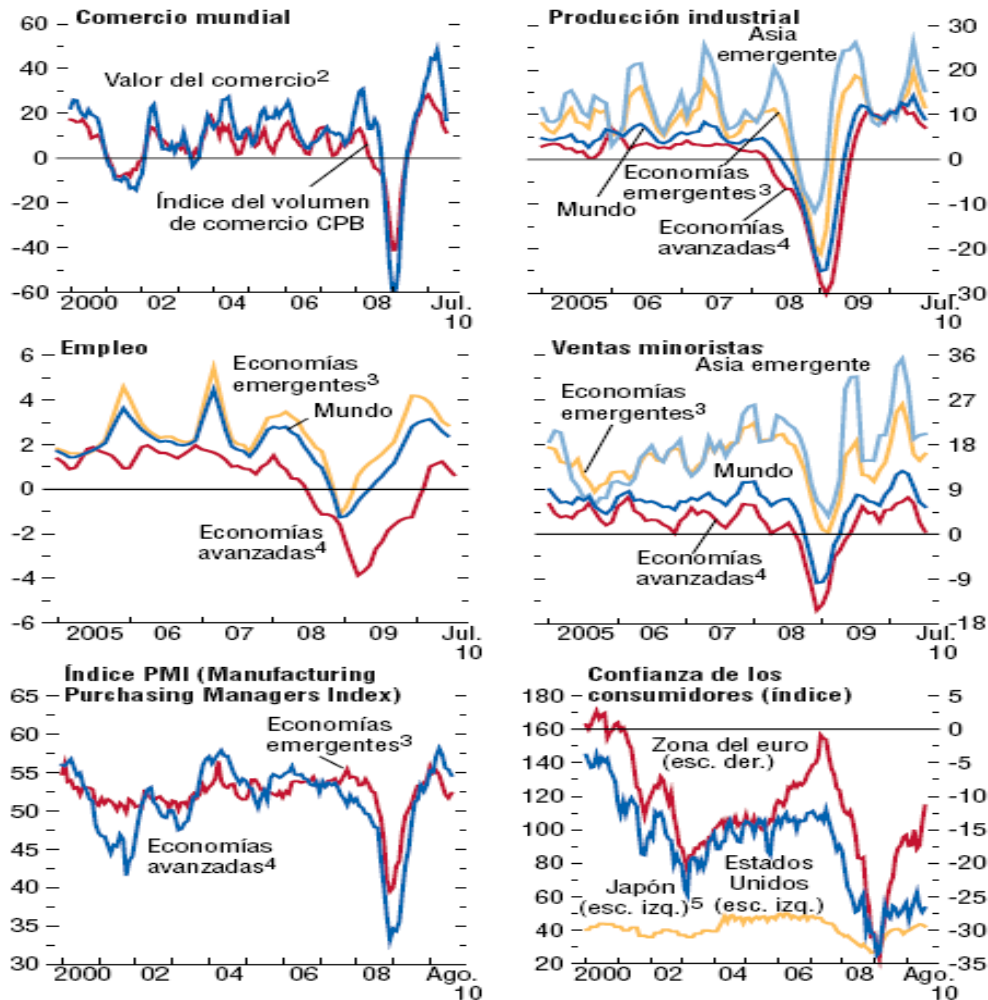 Comercio mundial
60
40
20
0
-20
-40
-60
Valor del comercio²
Índice del volumen
de comercio CPB
2000 02 04 06 08 Jul.
10
Producción industrial
30
20
10
0
-10
-20
-30
Asia
emergente
Economías
emergentes³
Mundo
Economías
avanzadas⁴
2005 06 07 08 09 Jul.
10
Empleo
6
4
2
0
-2
-4
-6
Economías
emergentes³
Mundo
Economías
avanzadas⁴
2005 06 07 08 09 Jul.
10
Ventas minoristas
36
27
18
9
0
-9
-18
Asia emergente
Economías
emergentes³
Mundo
Economías
avanzadas⁴
2005 06 07 08 09 Jul.
10
Índice PMI (Manufacturing
Purchasing Managers Index)
65
60
55
50
45
40
35
30
Economías
emergentes³
Economías
avanzadas⁴
2000 02 04 06 08 Ago.
10
Confianza de los
consumidores (índice)
180
160
140
120
100
80
60
40
20
5
0
-5
-10
-15
-20
-25
-30
-35
Zona del euro
(esc. der.)
Japón
(esc. izq.)⁵
Estados
Unidos
(esc. izq.)
2000 02 04 06 08 Ago.
10